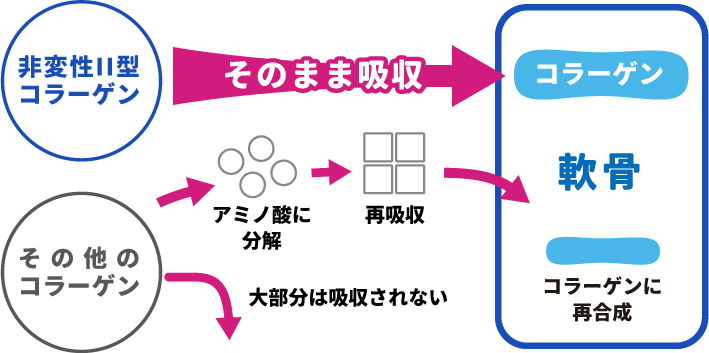 非変性II型
コラーゲン
そのまま吸収
コラーゲン
軟骨
アミノ酸に
分解
再吸収
その他の
コラーゲン
大部分は吸収されない
コラーゲンに
再合成